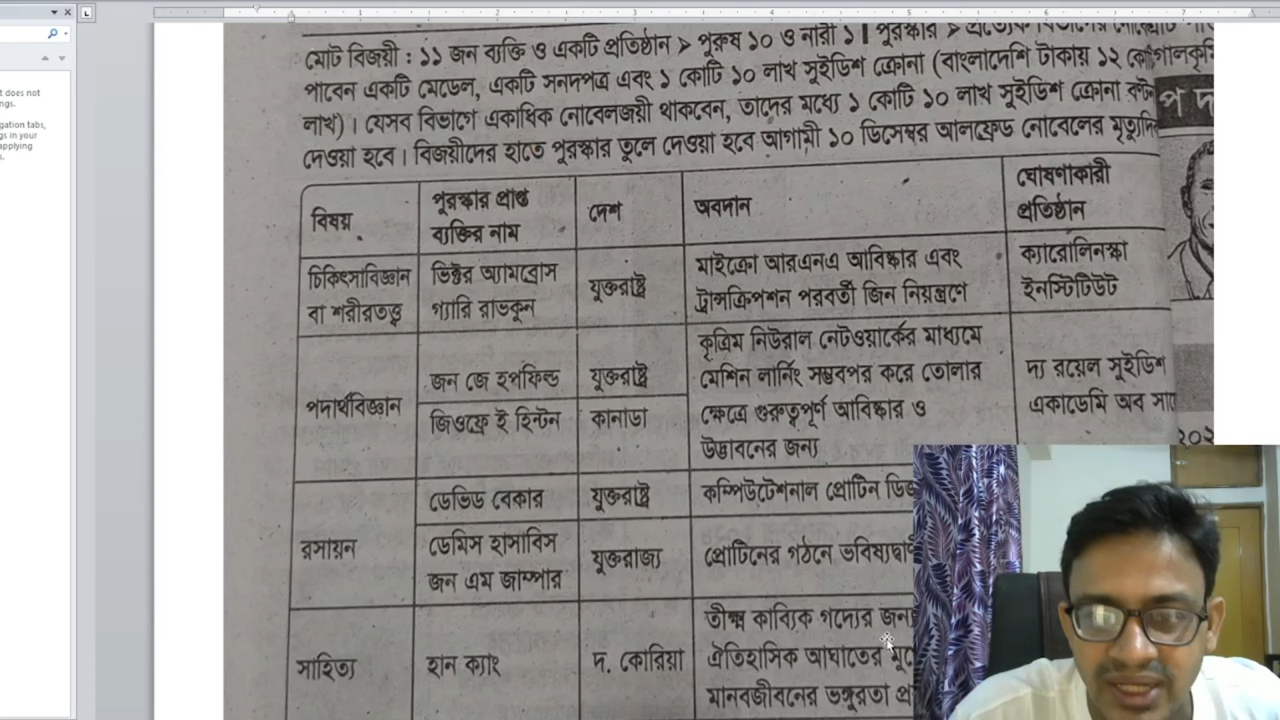 মোট বিজয়ী : ১১ জন ব্যক্তি ও একটি প্রতিষ্ঠান > পুরুষ ১০ ও নারী ১। পুরস্কার > প্রত্যেক বিভাগের
পাবেন একটি মেডেল, একটি সনদপত্র এবং ১ কোটি ১০ লাখ সুইডিশ ক্রোনা (বাংলাদেশি টাকায় ১২
লাখ)। যেসব বিভাগে একাধিক নোবেলজয়ী থাকবেন, তাদের মধ্যে ১ কোটি ১০ লাখ সুইডিশ ক্রোনা
দেওয়া হবে। বিজয়ীদের হাতে পুরস্কার তুলে দেওয়া হবে আগামী ১০ ডিসেম্বর আলফ্রেড নোবেলের
বিষয়
পুরস্কার প্রাপ্ত
ব্যক্তির নাম
দেশ
অবদান
ঘোষণাকারী
প্রতিষ্ঠান
চিকিৎসাবিজ্ঞান
বা শরীরতত্ত্ব
ভিক্টর অ্যামব্রোস
গ্যারি রাভকুন
যুক্তরাষ্ট্র
মাইক্রো আরএনএ আবিষ্কার এবং
ট্রান্সক্রিপশন পরবর্তী জিন নিয়ন্ত্রণে
ক্যারোলিনস্কা
ইনস্টিটিউট
পদার্থবিজ্ঞান
জন জে হপফিল্ড
যুক্তরাষ্ট্র
জিওফ্রে ই হিন্টন
কানাডা
কৃত্রিম নিউরাল নেটওয়ার্কের মাধ্যমে
মেশিন লার্নিং সম্ভবপর করে তোলার
ক্ষেত্রে গুরুত্বপূর্ণ আবিষ্কার ও
উদ্ভাবনের জন্য
দ্য রয়েল সুইডিশ
একাডেমি অব
রসায়ন
ডেভিড বেকার
যুক্তরাষ্ট্র
কম্পিউটেশনাল প্রোটিন
ডেমিস হাসাবিস
জন এম জাম্পার
যুক্তরাজ্য
প্রোটিনের গঠনে
সাহিত্য
হান ক্যাং
দ. কোরিয়া
তীক্ষ্ণ কাব্যিক গদ্যের
ঐতিহাসিক আঘাতের
মানবজীবনের ভঙ্গুরতা